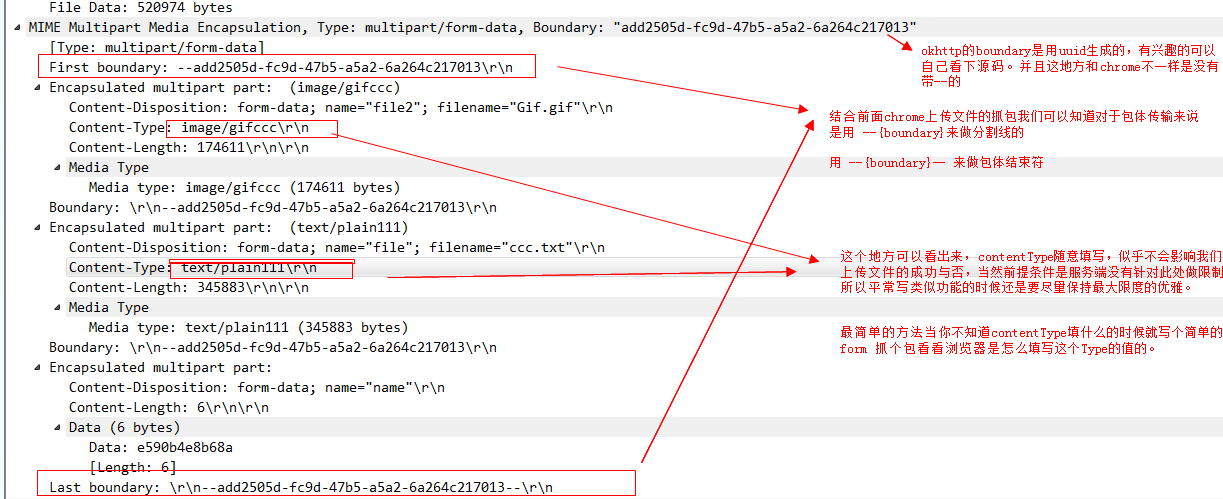 File Data: 520974 bytes
MIME Multipart Media Encapsulation, Type: multipart/form-data, Boundary: "add2505d-fc9d-47b5-a5a2-6a264c217013"
[Type: multipart/form-data]
First boundary: --add2505d-fc9d-47b5-a5a2-6a264c217013\r\n
Encapsulated multipart part:  (image/gifccc)
Content-Disposition: form-data; name="file2"; filename="Gif.gif"\r\n
Content-Type: image/gifccc\r\n
Content-Length: 174611\r\n\r\n
Media Type
Media type: image/gifccc (174611 bytes)
Boundary: \r\n--add2505d-fc9d-47b5-a5a2-6a264c217013\r\n
Encapsulated multipart part:  (text/plain111)
Content-Disposition: form-data; name="file"; filename="ccc.txt"\r\n
Content-Type: text/plain111\r\n
Content-Length: 345883\r\n\r\n
Media Type
Media type: text/plain111 (345883 bytes)
Boundary: \r\n--add2505d-fc9d-47b5-a5a2-6a264c217013\r\n
Encapsulated multipart part:
Content-Disposition: form-data; name="name"\r\n
Content-Length: 6\r\n\r\n
Data (6 bytes)
Data: e590b4e8b68a
[Length: 6]
Last boundary: \r\n--add2505d-fc9d-47b5-a5a2-6a264c217013--\r\n
okhttp的boundary是用uuid生成的，有兴趣的可以
自己看下源码。并且这地方和chrome不一样是没有
带--的
结合前面chrome上传文件的抓包我们可以知道对于包体传输来说
是用 --{boundary}来做分割线的
用 --{boundary}—— 来做包体结束符
这个地方可以看出来，contentType随意填写，似乎不会影响我们
上传文件的成功与否，当然前提条件是服务端没有针对此处做限制
所以平常写类似功能的时候还是要尽量保持最大限度的优雅。
最简单的方法当你不知道contentType填什么的时候就写个简单的
form 抓个包看看浏览器是怎么填写这个Type的值的。